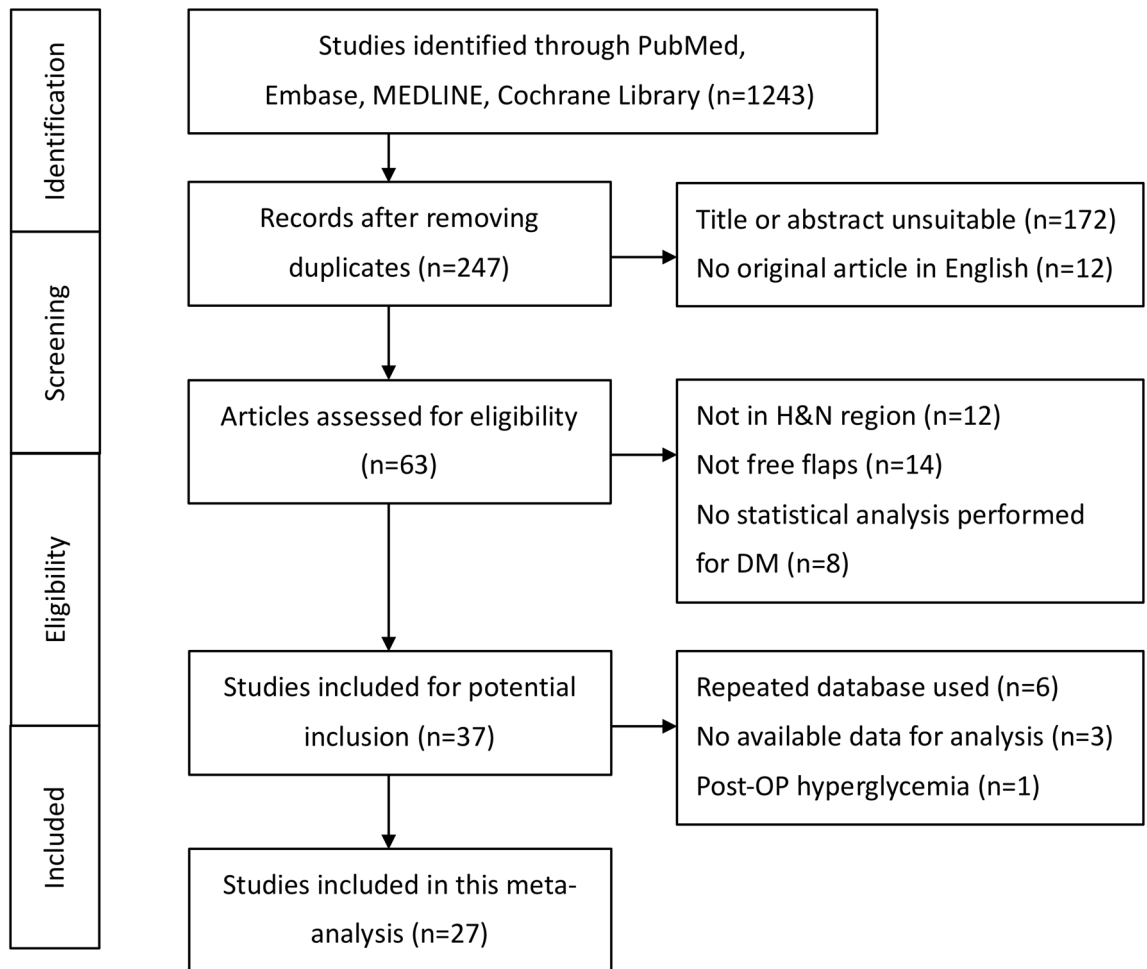 Identification
Studies identified through PubMed,
Embase, MEDLINE, Cochrane Library (n=1243)
Records after removing
duplicates (n=247)
Title or abstract unsuitable (n=172)
No original article in English (n=12)
Screening
Articles assessed for eligibility
(n=63)
Not in H&N region (n=12)
Not free flaps (n=14)
No statistical analysis performed
for DM (n=8)
Eligibility
Studies included for potential
inclusion (n=37)
Repeated database used (n=6)
No available data for analysis (n=3)
Post-OP hyperglycemia (n=1)
Included
Studies included in this meta-
analysis (n=27)